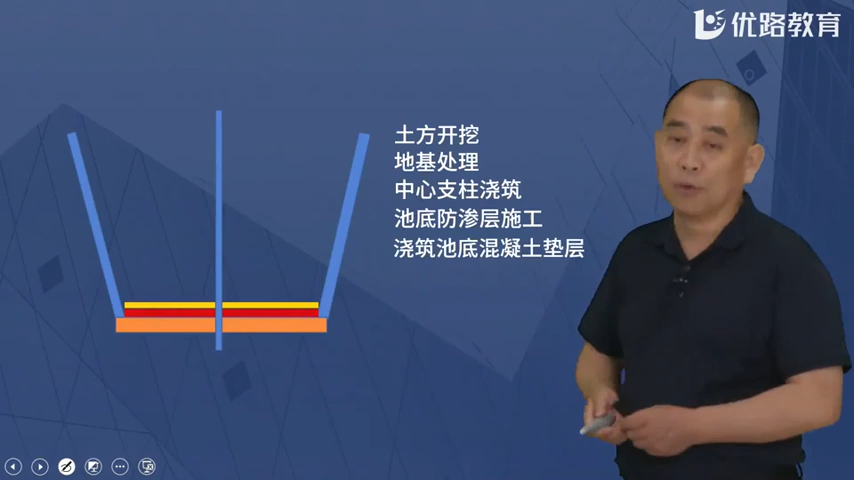 优路教育
土方开挖
地基处理
中心支柱浇筑
池底防渗层施工
浇筑池底混凝土垫层